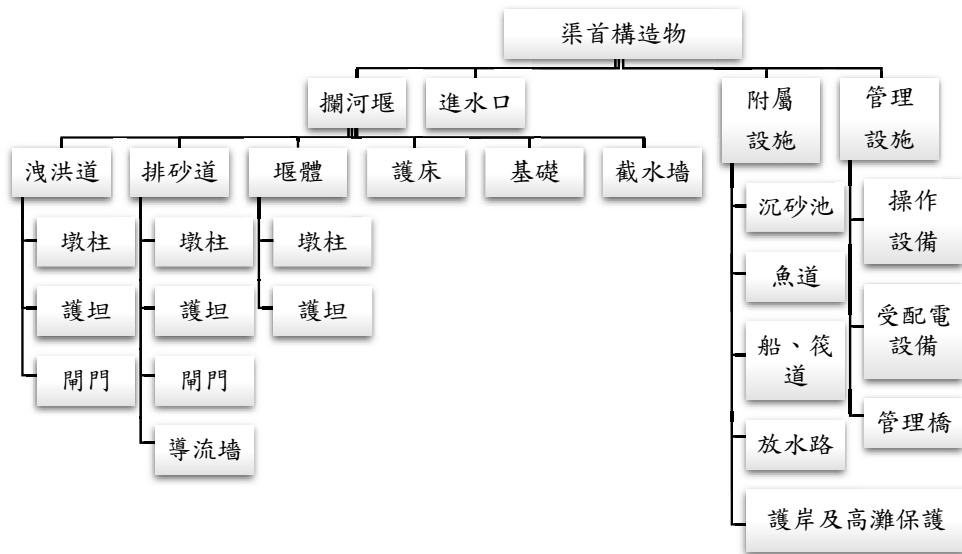 渠首構造物
攔河堰
進水口
附屬
設施
管理
設施
洩洪道
排砂道
堰體
護床
基礎
截水墻
墩柱
護坦
閘門
墩柱
護坦
閘門
導流墻
墩柱
護坦
沉砂池
魚道
船、筏
道
放水路
護岸及高灘保護
操作
設備
受配電
設備
管理橋